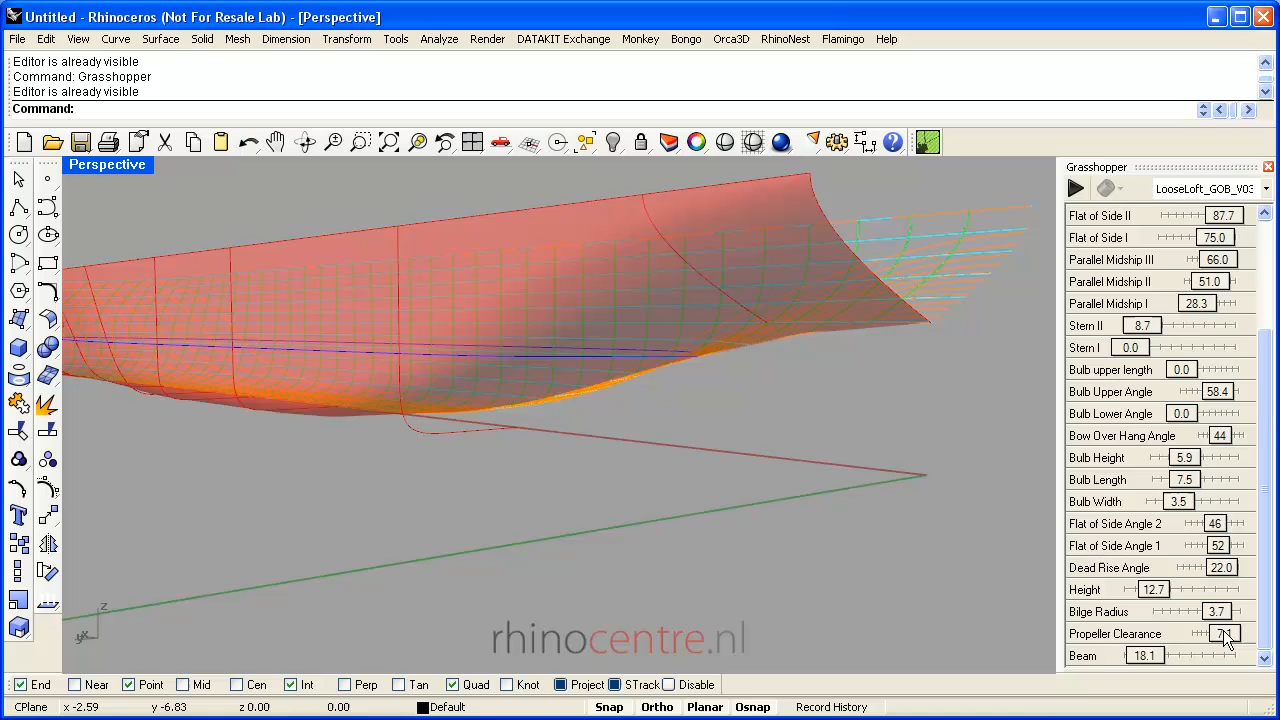 Untitled - Rhinoceros (Not For Resale Lab) - [Perspective]
File Edit View Curve Surface Solid Mesh Dimension Transform Tools Analyze Render DATAKIT Exchange Monkey Bongo Orca3D RhinoNest Flamingo Help
Editor is already visible
Command: Grasshopper
Editor is already visible
Command:
Perspective
Grasshopper
LooseLoft_GOB_V03
Flat of Side II 87.7
Flat of Side I 75.0
Parallel Midship III 66.0
Parallel Midship II 51.0
Parallel Midship I 28.3
Stern II 8.7
Stern I 0.0
Bulb upper length 0.0
Bulb Upper Angle 58.4
Bulb Lower Angle 0.0
Bow Over Hang Angle 44
Bulb Height 5.9
Bulb Length 7.5
Bulb Width 3.5
Flat of Side Angle 2 46
Flat of Side Angle 1 52
Dead Rise Angle 22.0
Height 12.7
Bilge Radius 3.7
Propeller Clearance
Beam 18.1
z
rhinocentre.nl
End Near Point Mid Cen Int Perp Tan Quad Knot Project STrack Disable
CPlane x -2.59 y -6.83 z 0.00 0.00 Default Snap Ortho Planar Osnap Record History